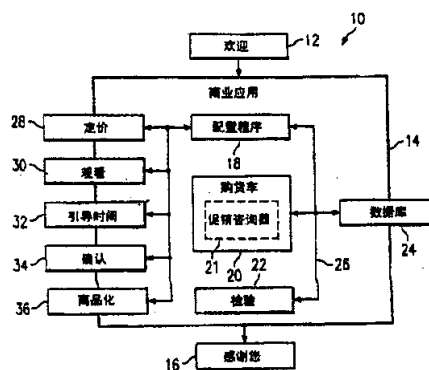 10
欢迎
12
商业应用
28
定价
配置程序
18
14
30
观看
购货车
促销咨询器
21
20
数据库
24
32
引导时间
34
确认
22
26
检验
36
商品化
16
感谢您